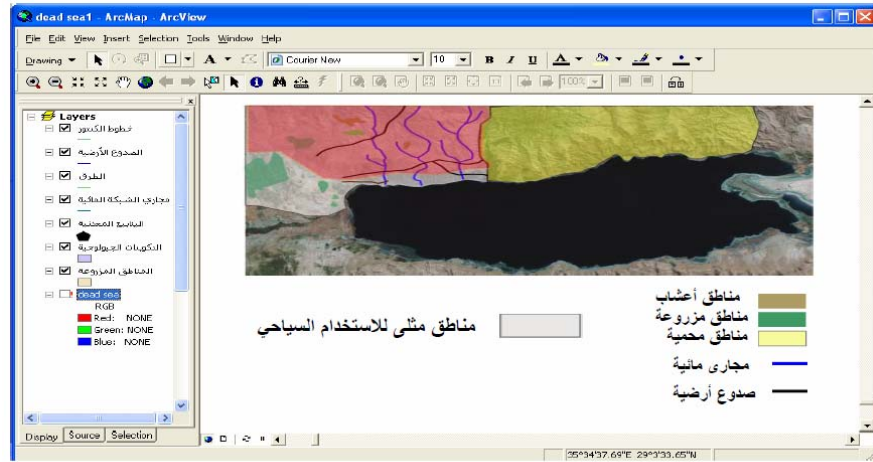 dead sea1 - ArcMap - ArcView
File Edit View Insert Selection Tools Window Help
Drawing A Courier New 10 B I U A
100%
Layers
خطوط الكنتور
الصدوع الأرضية
الطرق
مجاري الشبكة المائية
الينابيع المعدنية
التكوينات الجيولوجية
المناطق المزروعة
dead sea
RGB
Red: NONE
Green: NONE
Blue: NONE
مناطق أعشاب
مناطق مزروعة
مناطق محمية
مجارى مائية
صدوع أرضية
مناطق مثلى للاستخدام السياحي
Display Source Selection
35°34'37.69"E 29°3'33.65"N